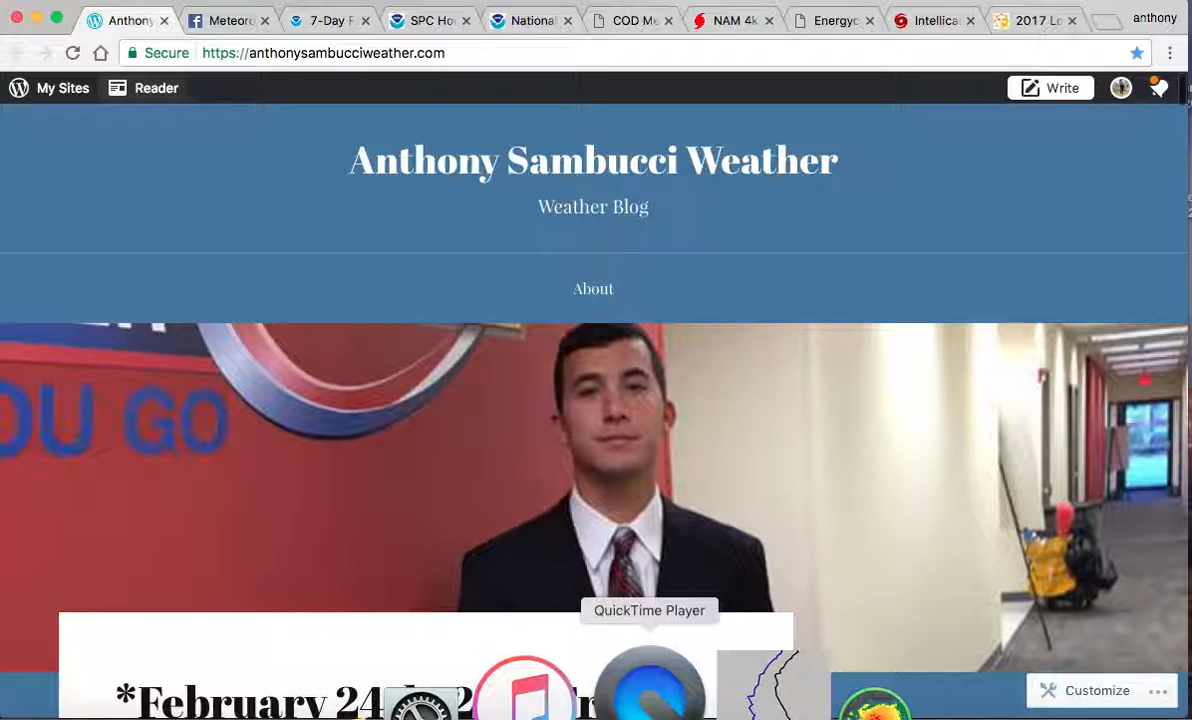 Anthony
Meteoro
7-Day F
SPC Ho
National
COD Me
NAM 4k
Energyc
Intellica
2017 Lo
anthony
Secure
https://anthonysambucciweather.com
My Sites
Reader
Write
Anthony Sambucci Weather
Weather Blog
About
OU GO
QuickTime Player
*February 24
Customize